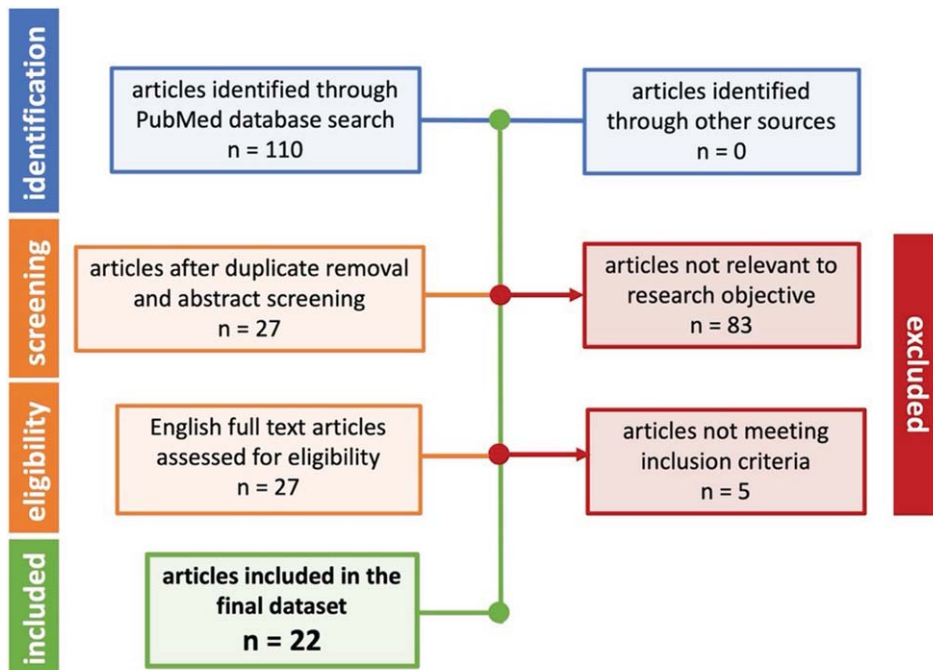 identification
articles identified through
PubMed database search
n = 110
articles identified
through other sources
n = 0
screening
articles after duplicate removal
and abstract screening
n = 27
articles not relevant to
research objective
n = 83
excluded
eligibility
English full text articles
assessed for eligibility
n = 27
articles not meeting
inclusion criteria
n = 5
included
articles included in the
final dataset
n = 22